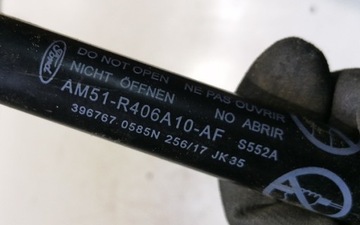 Ford
DO NOT OPEN NE PAS OUVRIR
NICHT ÖFFNEN NO ABRIR
AM51-R406A10-AF S552A
396767 0585N 256/17 JK35